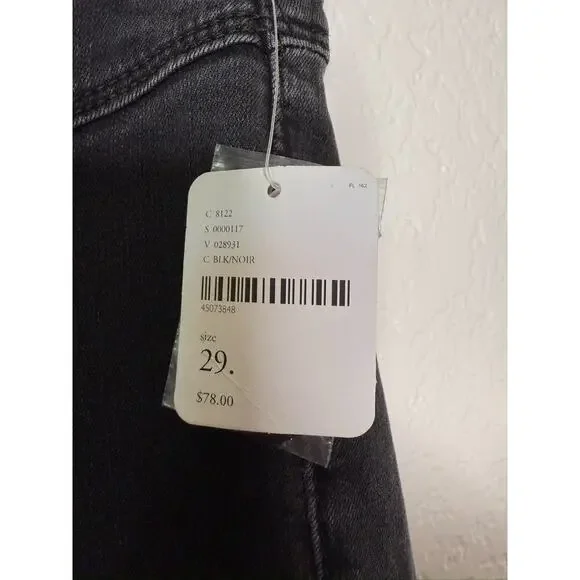 C 8122
S 0000117
V 028931
C BLK/NOIR
45073848
size
29.
$78.00